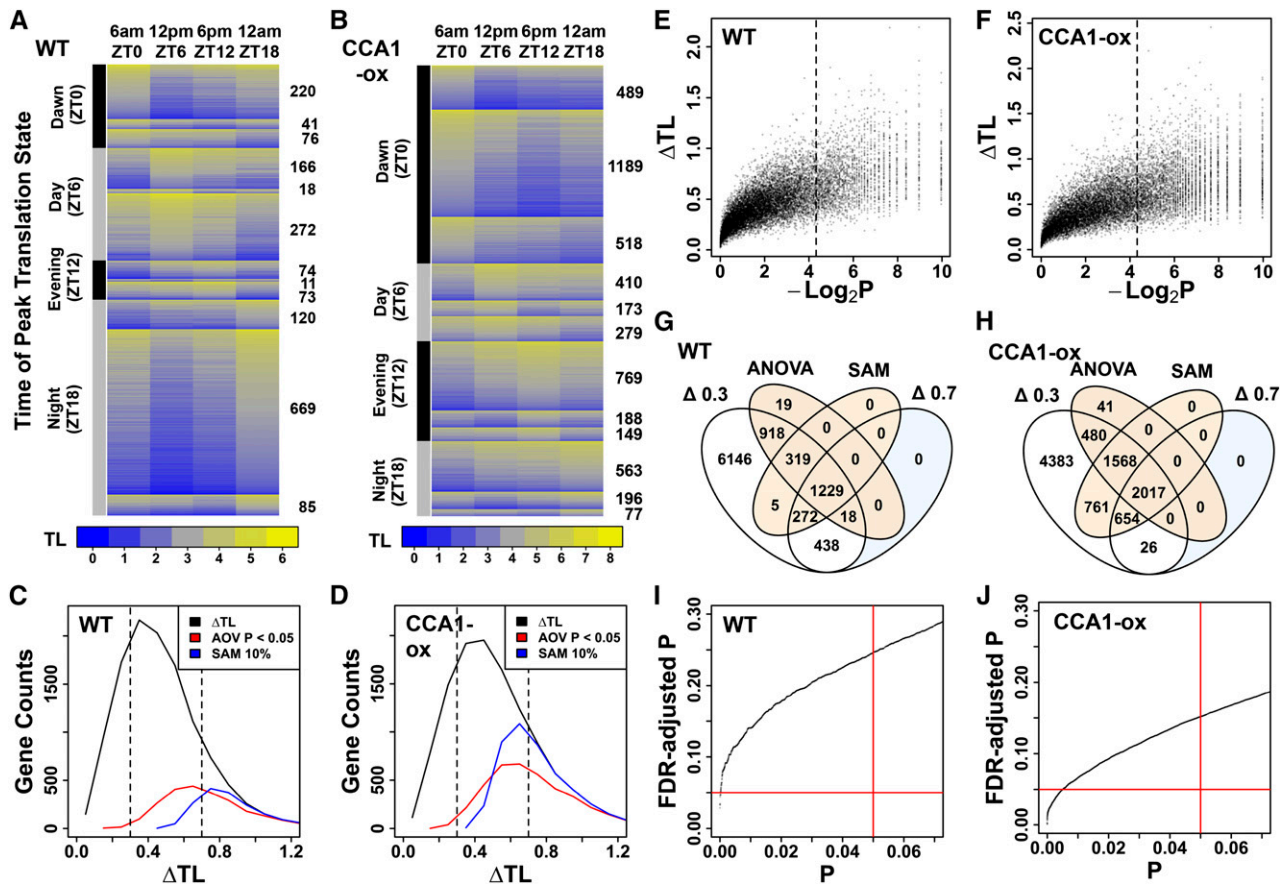 A
WT
6am 12pm 6pm 12am
ZT0 ZT6 ZT12 ZT18
Time of Peak Translation State
Dawn
(ZT0)
Day
(ZT6)
Evening
(ZT12)
Night
(ZT18)
220
41
76
166
18
272
74
11
73
120
669
85
TL
0 1 2 3 4 5 6
B
CCA1
-ox
6am 12pm 6pm 12am
ZT0 ZT6 ZT12 ZT18
Dawn
(ZT0)
Day
(ZT6)
Evening
(ZT12)
Night
(ZT18)
489
1189
518
410
173
279
769
188
149
563
196
77
TL
0 1 2 3 4 5 6 7 8
C
WT
ΔTL
AOV P < 0.05
SAM 10%
Gene Counts
0 500 1500
0.0 0.4 0.8 1.2
ΔTL
D
CCA1-
ox
ΔTL
AOV P < 0.05
SAM 10%
Gene Counts
0 500 1500
0.0 0.4 0.8 1.2
ΔTL
E
WT
ΔTL
0.0 0.5 1.0 1.5 2.0
0 2 4 6 8 10
−Log2P
F
CCA1-ox
ΔTL
0.0 0.5 1.0 1.5 2.0 2.5
0 2 4 6 8 10
−Log2P
G
WT
ANOVA SAM
Δ 0.3 Δ 0.7
19 0
918 0 0
6146 319 0 0
1229
5 272 18 0
438
H
CCA1-ox
ANOVA SAM
Δ 0.3 Δ 0.7
41 0
480 0 0
4383 1568 0 0
2017
761 654 0 0
26
I
WT
FDR-adjusted P
0.00 0.10 0.20 0.30
0.00 0.02 0.04 0.06
P
J
CCA1-ox
FDR-adjusted P
0.00 0.10 0.20 0.30
0.00 0.02 0.04 0.06
P